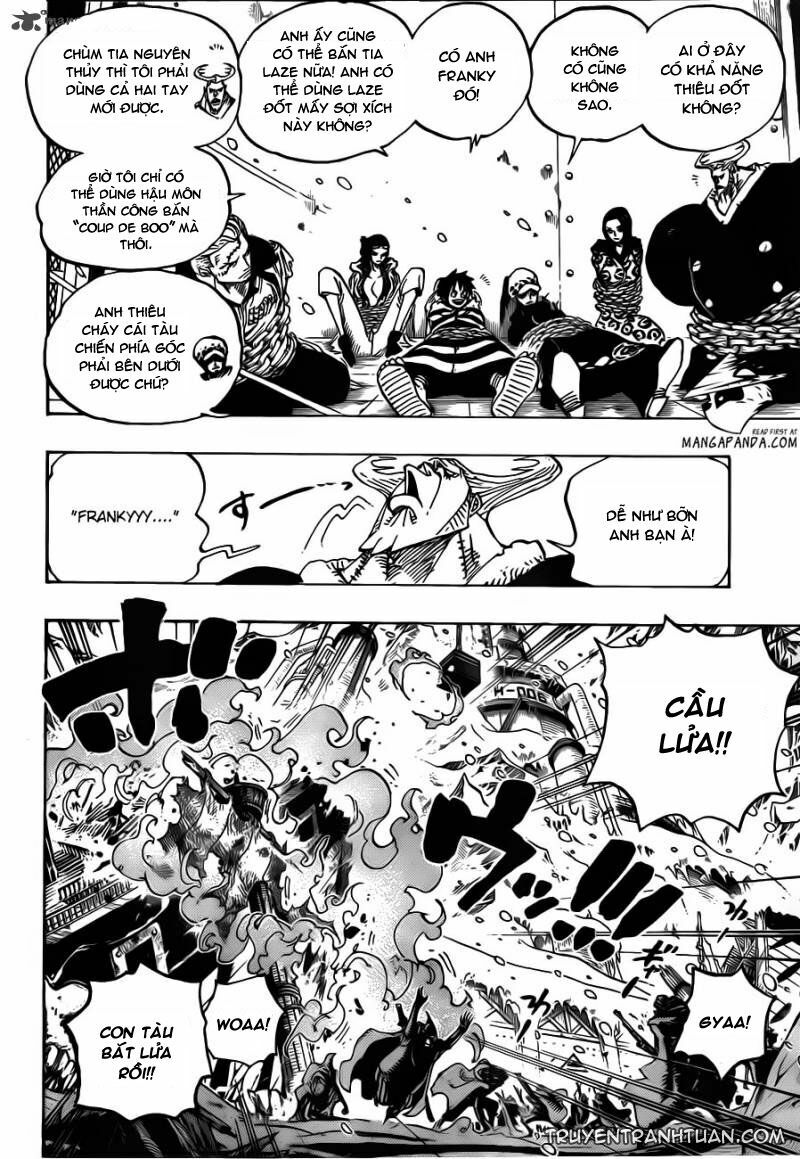 AI Ở ĐÂY
CÓ KHẢ NĂNG
THIÊU ĐỐT
KHÔNG?
KHÔNG
CÓ CŨNG
KHÔNG
SAO.
CÓ ANH
FRANKY
ĐÓ!
ANH ẤY CŨNG
CÓ THỂ BẮN TIA
LAZE NỮA! ANH CÓ
THỂ DÙNG LAZE
ĐỐT MẤY SỢI XÍCH
NÀY KHÔNG?
CHÙM TIA NGUYÊN
THỦY THÌ TÔI PHẢI
DÙNG CẢ HAI TAY
MỚI ĐƯỢC.
GIỜ TÔI CHỈ CÓ
THỂ DÙNG HẬU MÔN
THẦN CÔNG BẮN
"COUP DE BOO" MÀ
THÔI.
ANH THIÊU
CHÁY CÁI TÀU
CHIẾN PHÍA GÓC
PHẢI BÊN DƯỚI
ĐƯỢC CHỨ?
READ FIRST AT
MANGAPANDA.COM
DỄ NHƯ BỠN
ANH BẠN À!
すーっ
"FRANKYYY...."
CẦU
LỬA!!
K-006
ボウッ!!!
GYAA!
WOAA!
CON TÀU
BẮT LỬA
RỒI!!
TRUYENTRANHTUAN.COM